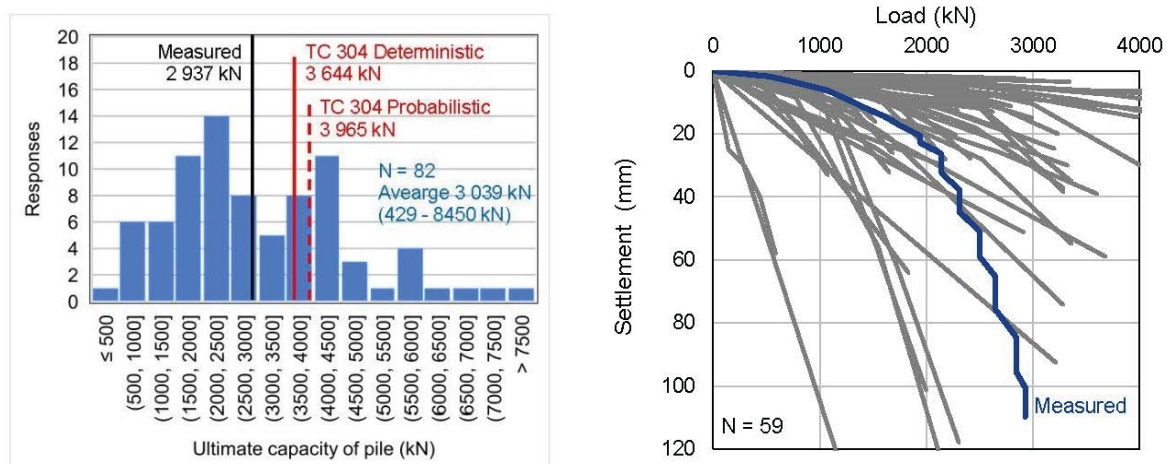 20
18
16
14
12
10
8
6
4
2
0
Responses
Measured
2 937 kN
TC 304 Deterministic
3 644 kN
TC 304 Probabilistic
3 965 kN
N = 82
Avearge 3 039 kN
(429 - 8450 kN)
≤ 500
(500, 1000]
(1000, 1500]
(1500, 2000]
(2000, 2500]
(2500, 3000]
(3000, 3500]
(3500, 4000]
(4000, 4500]
(4500, 5000]
(5000, 5500]
(5500, 6000]
(6000, 6500]
(6500, 7000]
(7000, 7500]
> 7500
Ultimate capacity of pile (kN)
Load (kN)
0 1000 2000 3000 4000
0
20
40
60
80
100
120
Settlement (mm)
Measured
N = 59